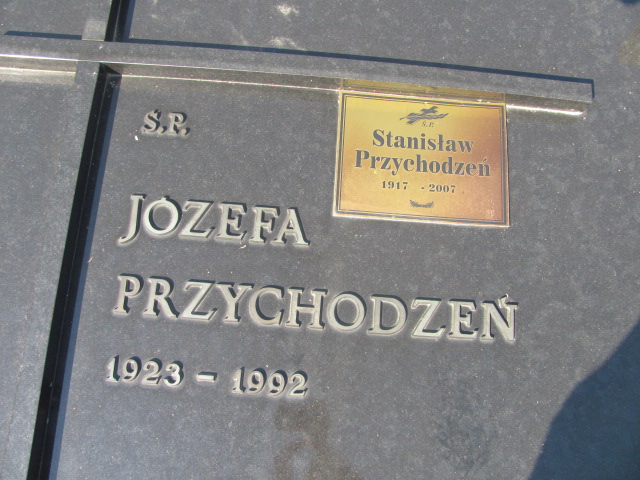 Ś.P.
JÓZEFA
PRZYCHODZEŃ
1923 - 1992
Ś.P.
Stanisław
Przychodzeń
1917 - 2007